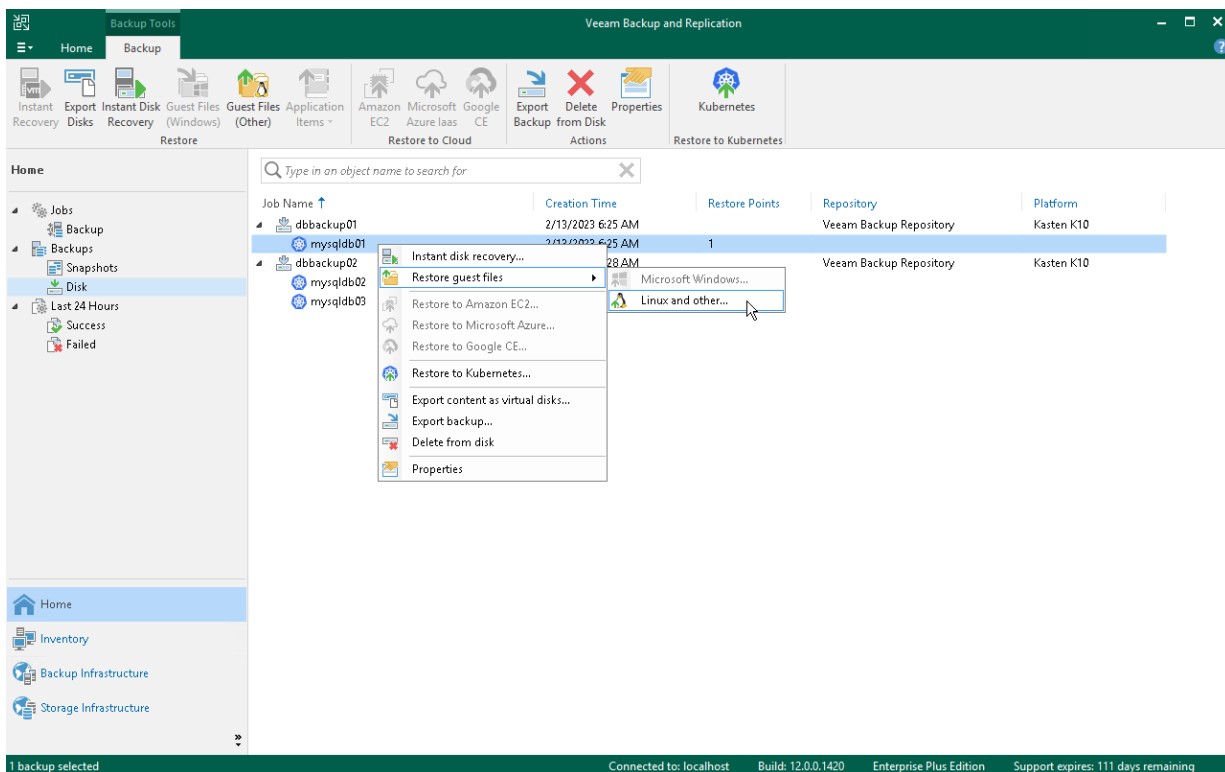 Backup Tools
Veeam Backup and Replication
Home Backup
Instant Recovery
Export Disks
Instant Disk Recovery
Guest Files (Windows)
Guest Files (Other)
Application Items
Amazon EC2
Microsoft Azure Iaas
Google CE
Export Backup
Delete from Disk
Properties
Kubernetes
Restore
Restore to Cloud
Actions
Restore to Kubernetes
Home
Jobs
Backup
Backups
Snapshots
Disk
Last 24 Hours
Success
Failed
Type in an object name to search for
Job Name Creation Time Restore Points Repository Platform
dbbackup01 2/13/2023 6:25 AM Veeam Backup Repository Kasten K10
mysqldb01 2/13/2023 6:25 AM 1
dbbackup02 28 AM Veeam Backup Repository Kasten K10
mysqldb02
mysqldb03
Instant disk recovery...
Restore guest files
Microsoft Windows...
Linux and other...
Restore to Amazon EC2...
Restore to Microsoft Azure...
Restore to Google CE...
Restore to Kubernetes...
Export content as virtual disks...
Export backup...
Delete from disk
Properties
Home
Inventory
Backup Infrastructure
Storage Infrastructure
1 backup selected Connected to: localhost Build: 12.0.0.1420 Enterprise Plus Edition Support expires: 111 days remaining